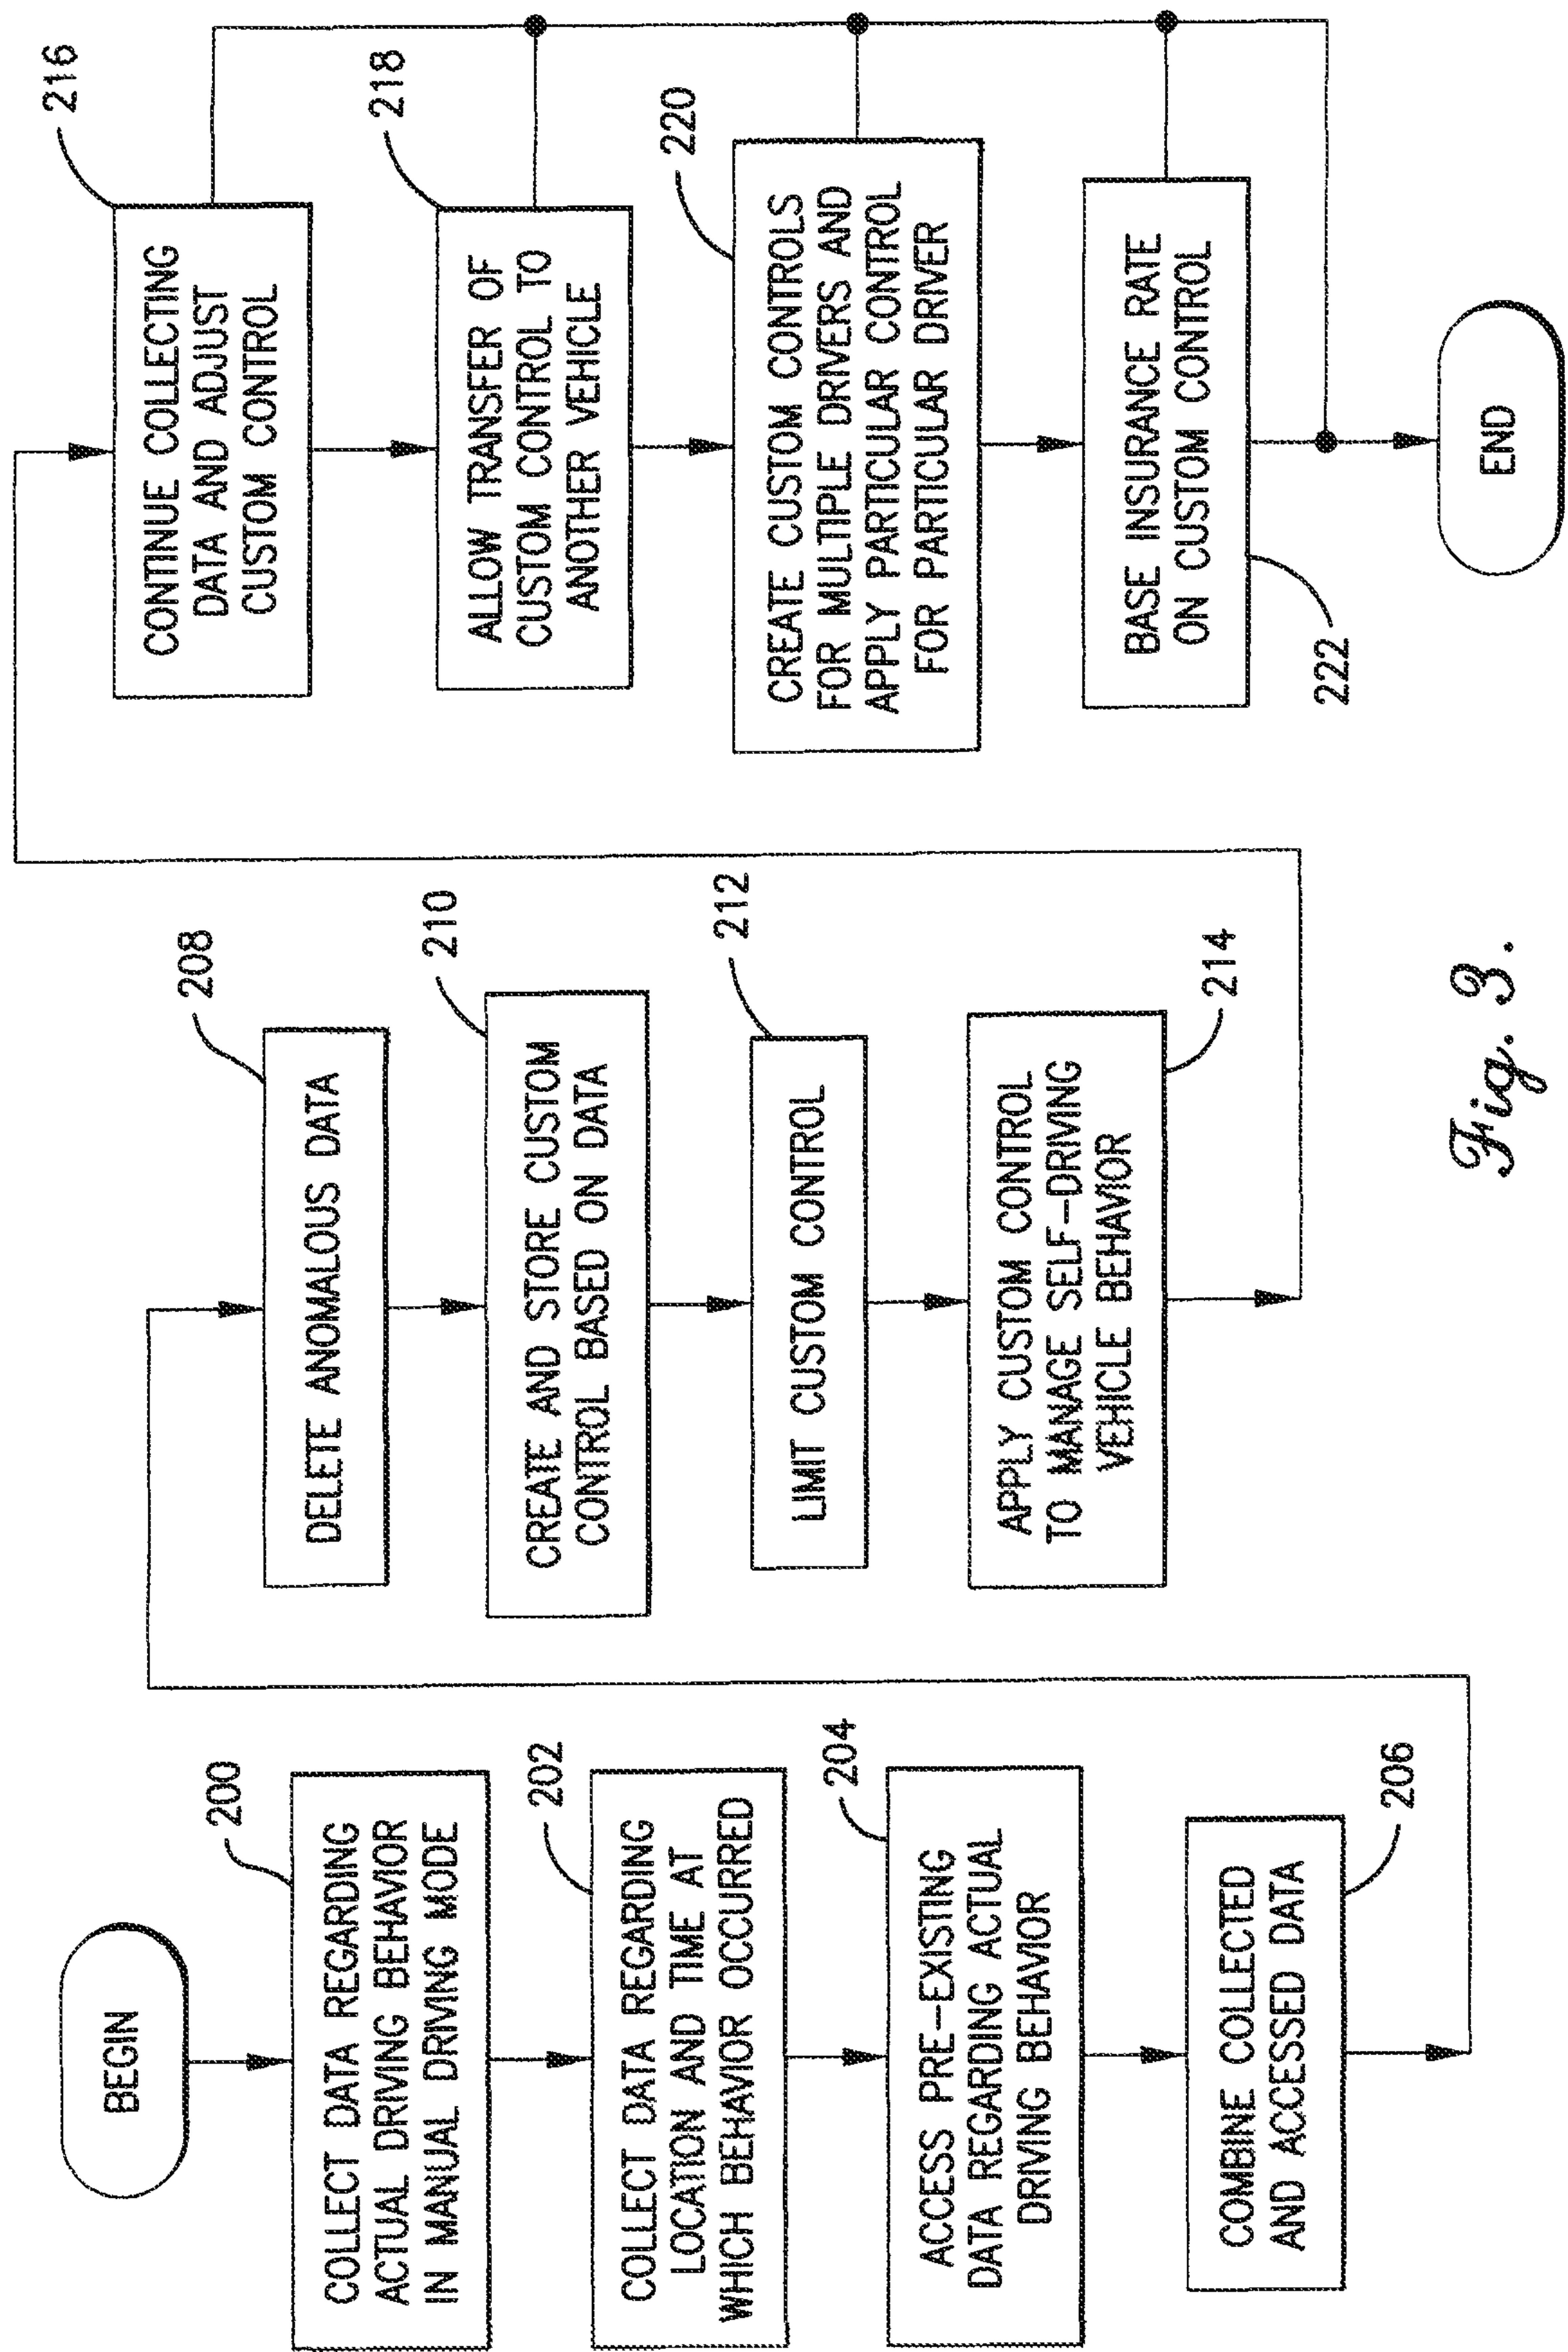 BEGIN
200
COLLECT DATA REGARDING
ACTUAL DRIVING BEHAVIOR
IN MANUAL DRIVING MODE
202
COLLECT DATA REGARDING
LOCATION AND TIME AT
WHICH BEHAVIOR OCCURRED
204
ACCESS PRE-EXISTING
DATA REGARDING ACTUAL
DRIVING BEHAVIOR
206
COMBINE COLLECTED
AND ACCESSED DATA
208
DELETE ANOMALOUS DATA
210
CREATE AND STORE CUSTOM
CONTROL BASED ON DATA
212
LIMIT CUSTOM CONTROL
214
APPLY CUSTOM CONTROL
TO MANAGE SELF-DRIVING
VEHICLE BEHAVIOR
216
CONTINUE COLLECTING
DATA AND ADJUST
CUSTOM CONTROL
218
ALLOW TRANSFER OF
CUSTOM CONTROL TO
ANOTHER VEHICLE
220
CREATE CUSTOM CONTROLS
FOR MULTIPLE DRIVERS AND
APPLY PARTICULAR CONTROL
FOR PARTICULAR DRIVER
BASE INSURANCE RATE
ON CUSTOM CONTROL
222
END
Fig. 3.